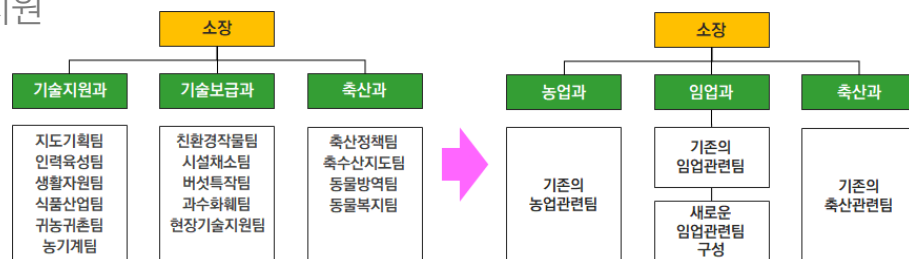 지원
소장
기술지원과
기술보급과
축산과
지도기획팀
인력육성팀
생활자원팀
식품산업팀
귀농귀촌팀
농기계팀
친환경작물팀
시설채소팀
버섯특작팀
과수화훼팀
현장기술지원팀
축산정책팀
축수산지도팀
동물방역팀
동물복지팀
소장
농업과
임업과
축산과
기존의
농업관련팀
기존의
임업관련팀
새로운
임업관련팀
구성
기존의
축산관련팀